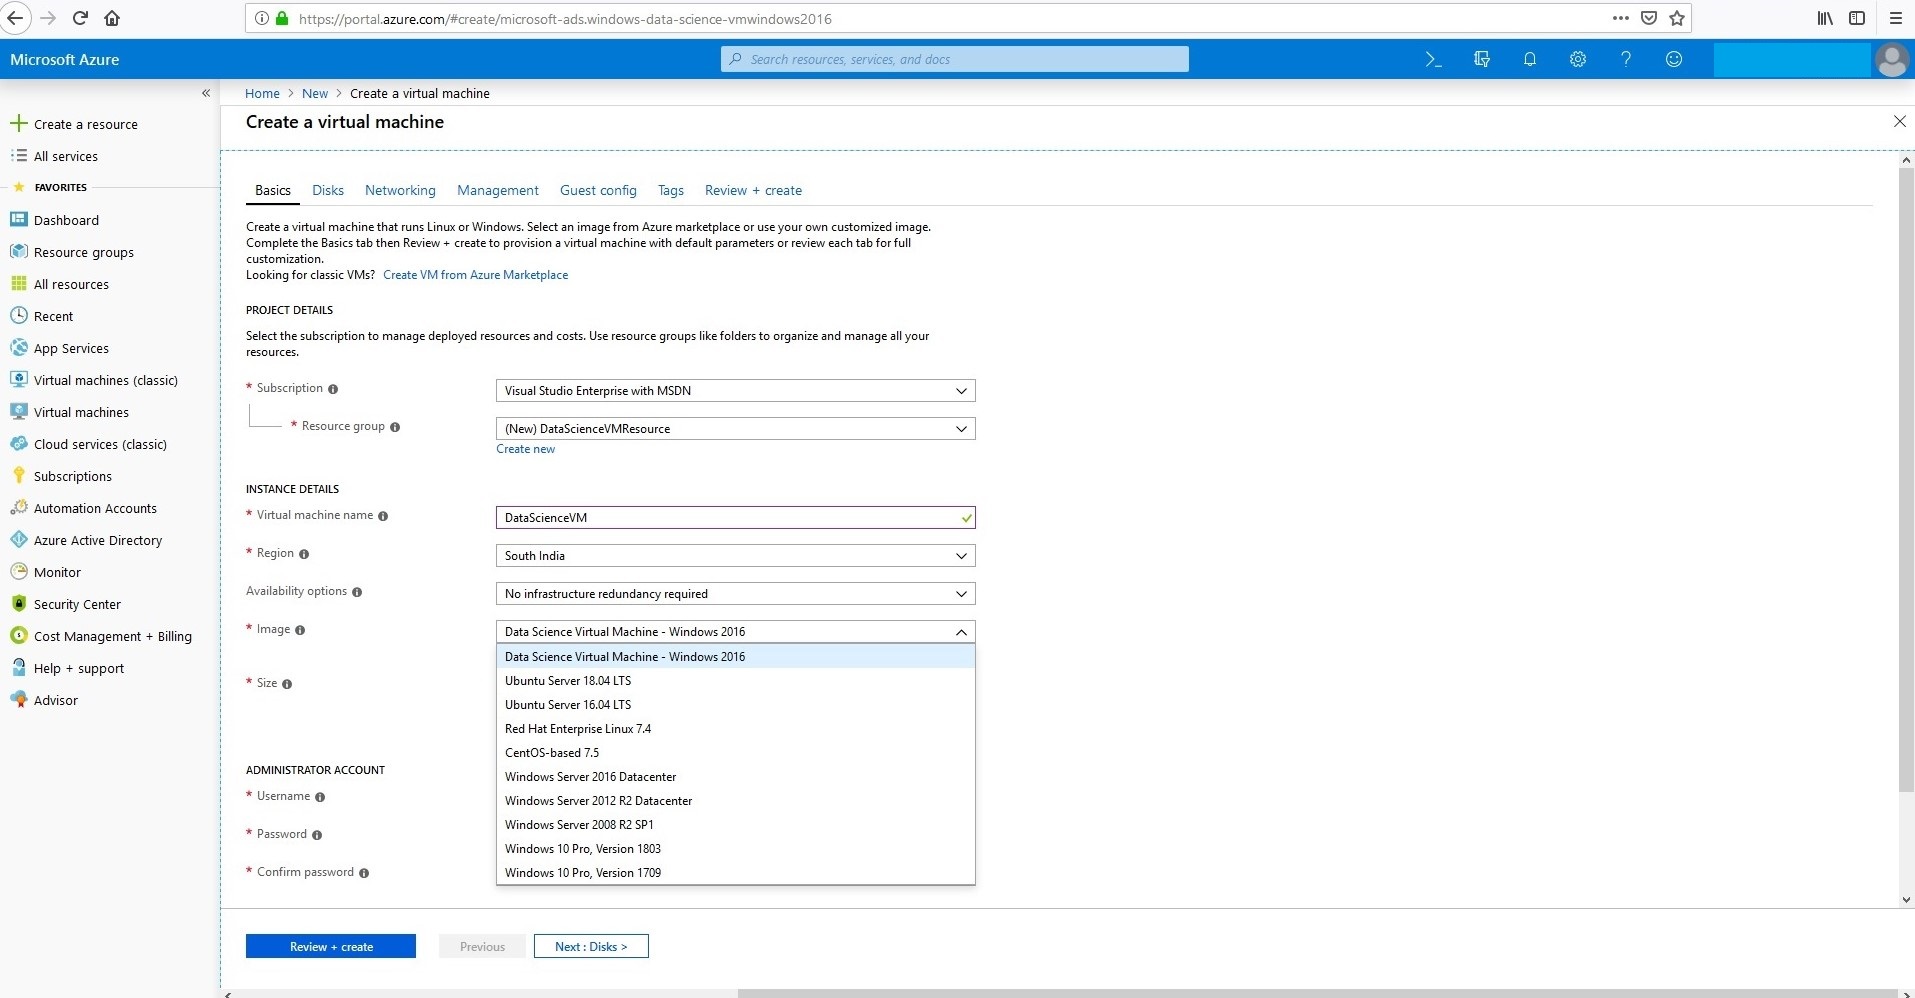 https://portal.azure.com/#create/microsoft-ads.windows-data-science-vmwindows2016
Microsoft Azure
Search resources, services, and docs
Home > New > Create a virtual machine
Create a virtual machine
Create a resource
All services
FAVORITES
Dashboard
Resource groups
All resources
Recent
App Services
Virtual machines (classic)
Virtual machines
Cloud services (classic)
Subscriptions
Automation Accounts
Azure Active Directory
Monitor
Security Center
Cost Management + Billing
Help + support
Advisor
Basics Disks Networking Management Guest config Tags Review + create
Create a virtual machine that runs Linux or Windows. Select an image from Azure marketplace or use your own customized image.
Complete the Basics tab then Review + create to provision a virtual machine with default parameters or review each tab for full
customization.
Looking for classic VMs? Create VM from Azure Marketplace
PROJECT DETAILS
Select the subscription to manage deployed resources and costs. Use resource groups like folders to organize and manage all your
resources.
* Subscription Visual Studio Enterprise with MSDN
* Resource group (New) DataScienceVMResource
Create new
INSTANCE DETAILS
* Virtual machine name DataScienceVM
* Region South India
Availability options No infrastructure redundancy required
* Image Data Science Virtual Machine - Windows 2016
Data Science Virtual Machine - Windows 2016
Ubuntu Server 18.04 LTS
Ubuntu Server 16.04 LTS
Red Hat Enterprise Linux 7.4
CentOS-based 7.5
Windows Server 2016 Datacenter
Windows Server 2012 R2 Datacenter
Windows Server 2008 R2 SP1
Windows 10 Pro, Version 1803
Windows 10 Pro, Version 1709
* Size
ADMINISTRATOR ACCOUNT
* Username
* Password
* Confirm password
Review + create Previous Next : Disks >